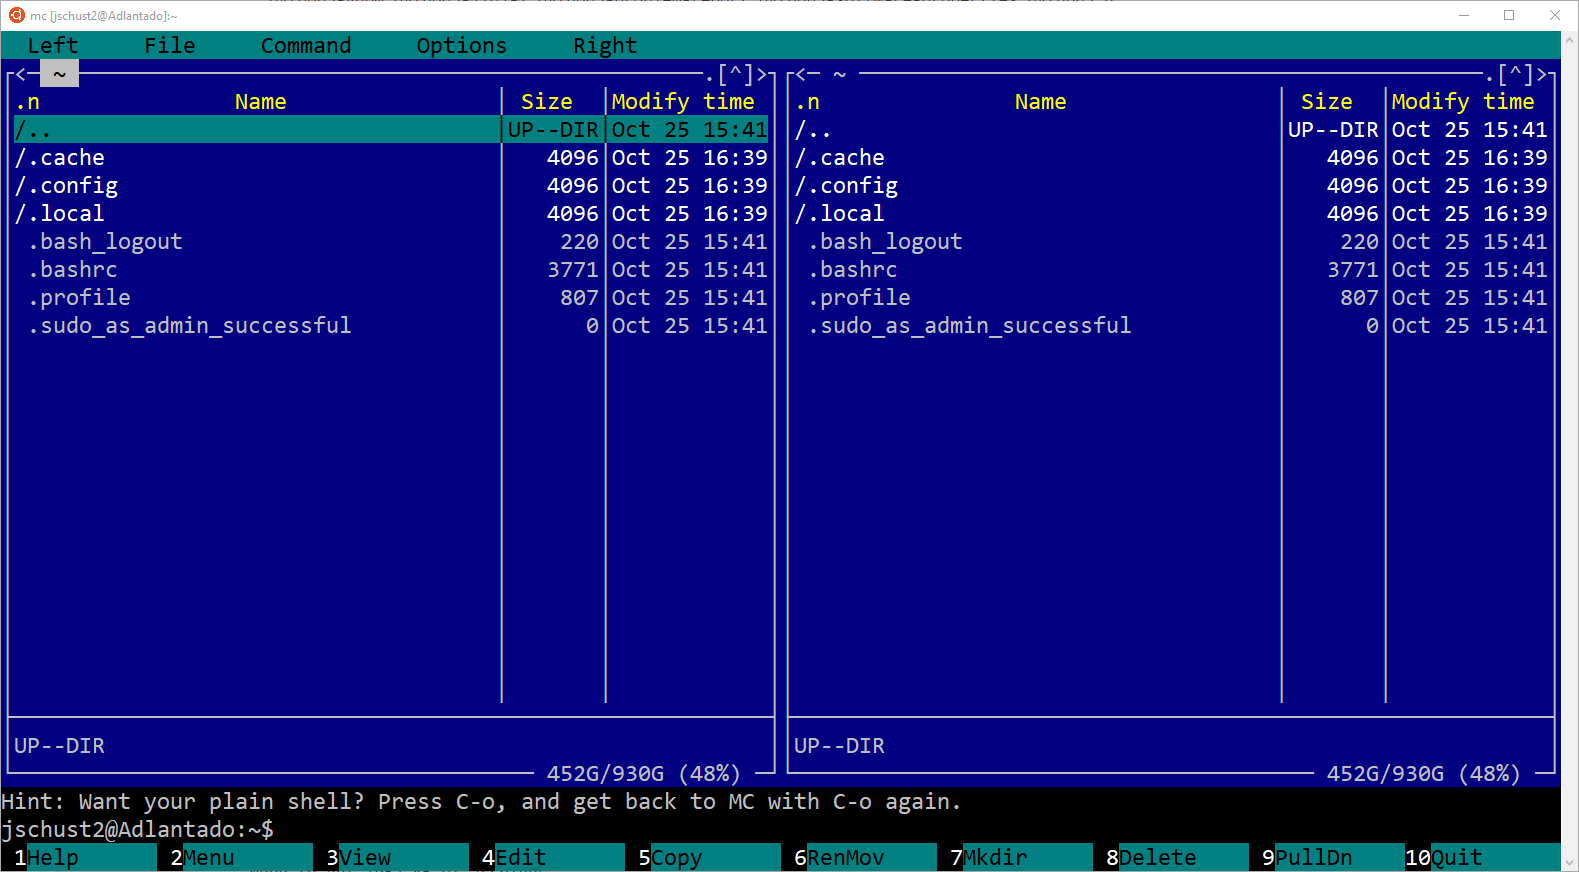 mc [jschust2@Adlantado]:~
Left File Command Options Right
<─ ~ ─.[^]> <─ ~ ─.[^]>
.n Name Size Modify time .n Name Size Modify time
/.. UP--DIR Oct 25 15:41 /.. UP--DIR Oct 25 15:41
/.cache 4096 Oct 25 16:39 /.cache 4096 Oct 25 16:39
/.config 4096 Oct 25 16:39 /.config 4096 Oct 25 16:39
/.local 4096 Oct 25 16:39 /.local 4096 Oct 25 16:39
.bash_logout 220 Oct 25 15:41 .bash_logout 220 Oct 25 15:41
.bashrc 3771 Oct 25 15:41 .bashrc 3771 Oct 25 15:41
.profile 807 Oct 25 15:41 .profile 807 Oct 25 15:41
.sudo_as_admin_successful 0 Oct 25 15:41 .sudo_as_admin_successful 0 Oct 25 15:41
UP--DIR UP--DIR
452G/930G (48%) 452G/930G (48%)
Hint: Want your plain shell? Press C-o, and get back to MC with C-o again.
jschust2@Adlantado:~$
1Help 2Menu 3View 4Edit 5Copy 6RenMov 7Mkdir 8Delete 9PullDn 10Quit